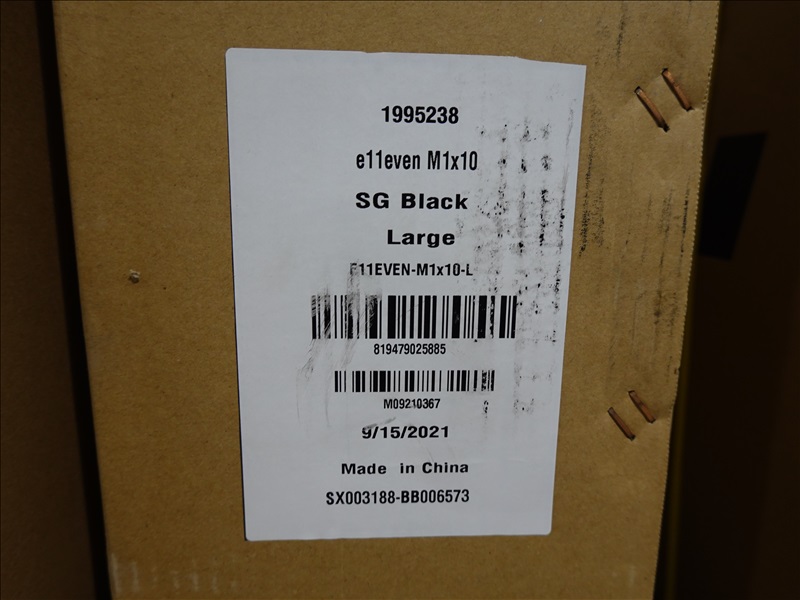 1995238
e11even M1x10
SG Black
Large
E11EVEN-M1x10-L
819479025885
M09210367
9/15/2021
Made in China
SX003188-BB006573